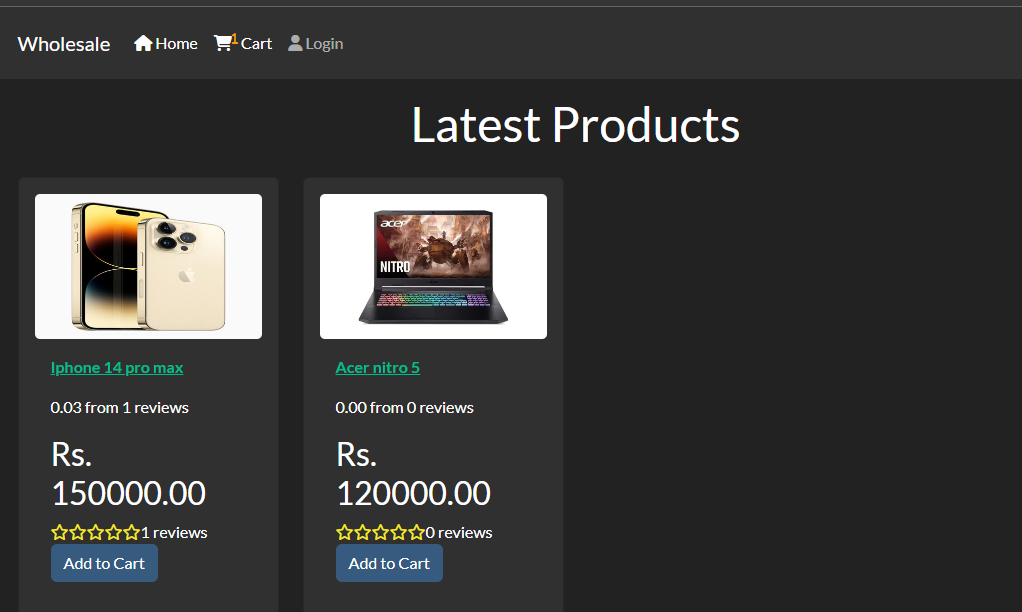 Wholesale Home 1 Cart Login
Latest Products
acer
NITRO
Iphone 14 pro max
0.03 from 1 reviews
Rs.
150000.00
1 reviews
Add to Cart
Acer nitro 5
0.00 from 0 reviews
Rs.
120000.00
0 reviews
Add to Cart